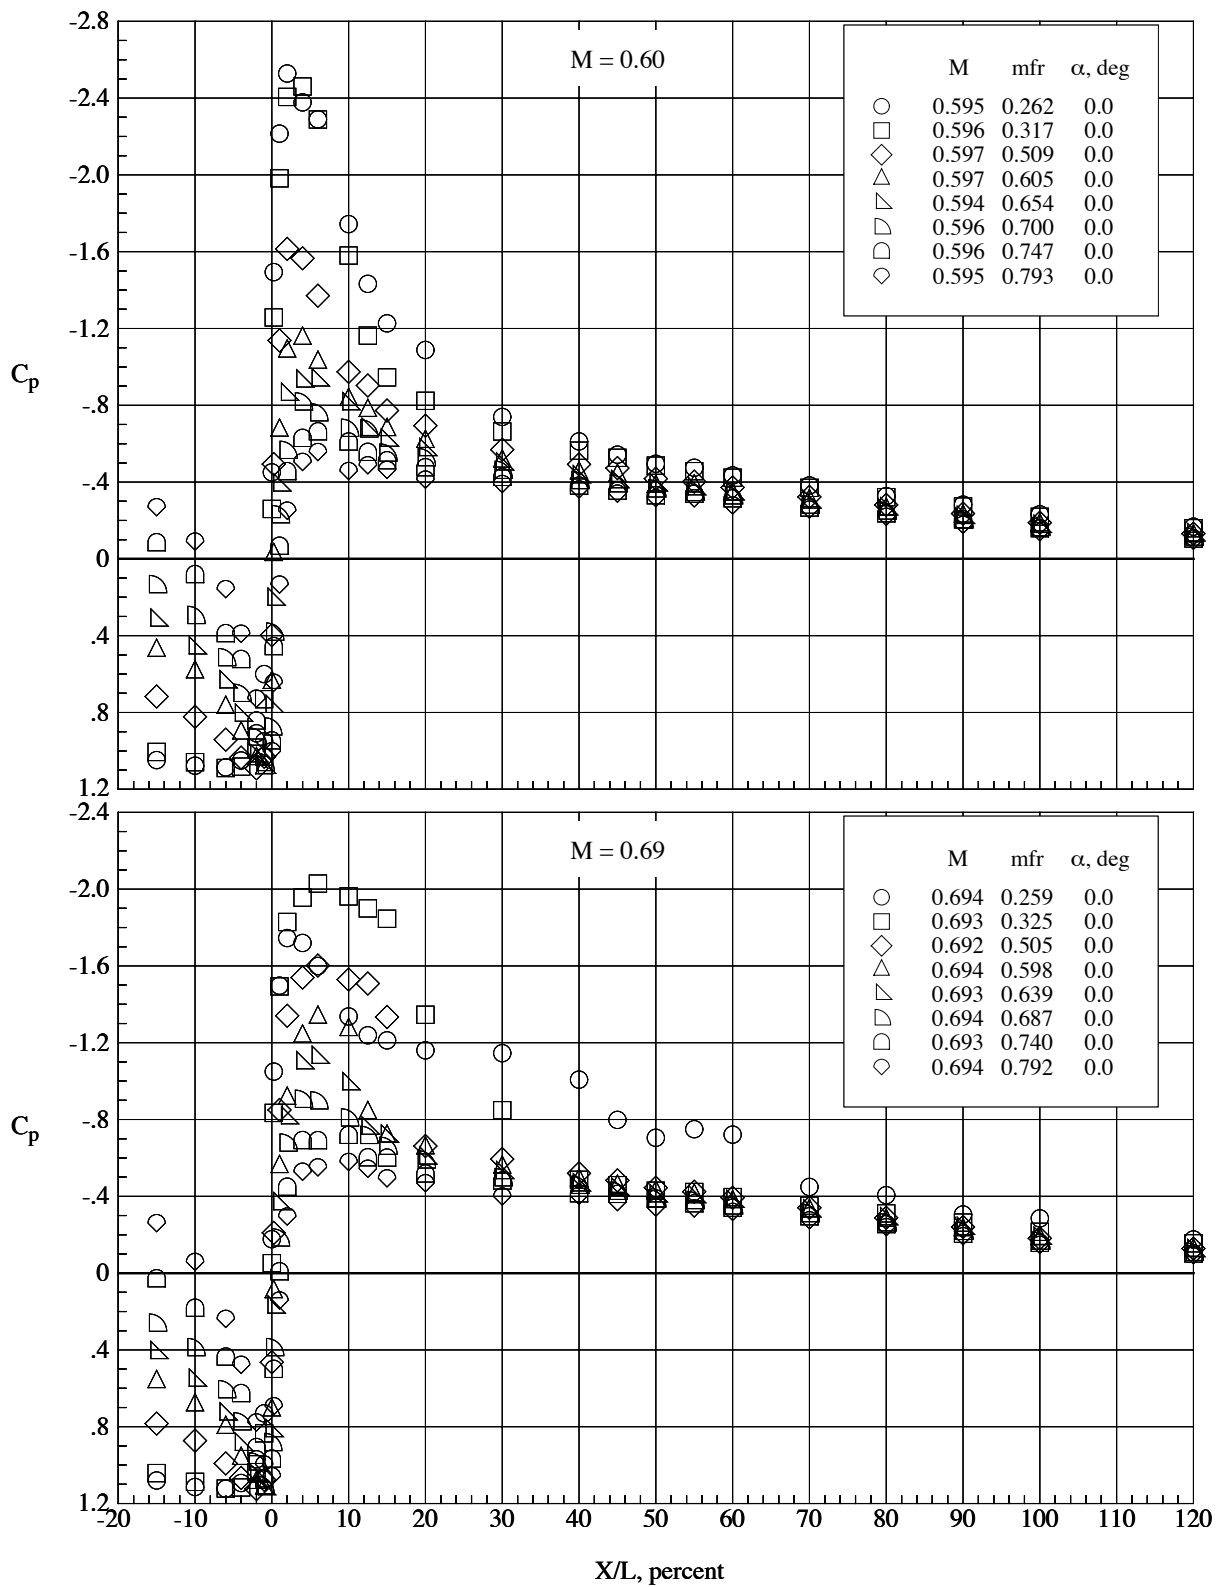 M = 0.60
M mfr α, deg
0.595 0.262 0.0
0.596 0.317 0.0
0.597 0.509 0.0
0.597 0.605 0.0
0.594 0.654 0.0
0.596 0.700 0.0
0.596 0.747 0.0
0.595 0.793 0.0
-2.8
-2.4
-2.0
-1.6
-1.2
-.8
-.4
0
.4
.8
1.2
Cp
M = 0.69
M mfr α, deg
0.694 0.259 0.0
0.693 0.325 0.0
0.692 0.505 0.0
0.694 0.598 0.0
0.693 0.639 0.0
0.694 0.687 0.0
0.693 0.740 0.0
0.694 0.792 0.0
-2.4
-2.0
-1.6
-1.2
-.8
-.4
0
.4
.8
1.2
Cp
-20 -10 0 10 20 30 40 50 60 70 80 90 100 110 120
X/L, percent